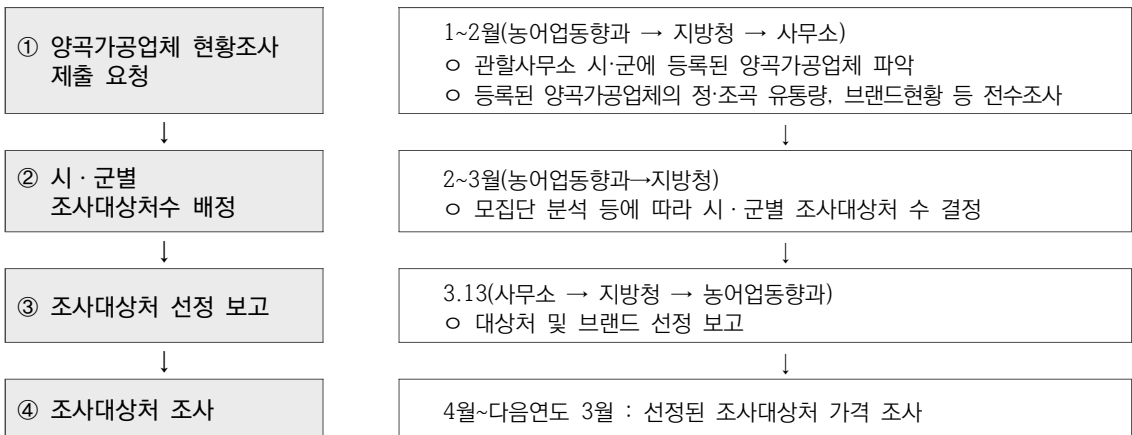 ① 양곡가공업체 현황조사
제출 요청
1~2월(농어업동향과 → 지방청 → 사무소)
ㅇ 관할사무소 시·군에 등록된 양곡가공업체 파악
ㅇ 등록된 양곡가공업체의 정·조곡 유통량, 브랜드현황 등 전수조사
↓
↓
② 시·군별
조사대상처수 배정
2~3월(농어업동향과→지방청)
ㅇ 모집단 분석 등에 따라 시·군별 조사대상처 수 결정
↓
↓
③ 조사대상처 선정 보고
3.13(사무소 → 지방청 → 농어업동향과)
ㅇ 대상처 및 브랜드 선정 보고
↓
↓
④ 조사대상처 조사
4월~다음연도 3월 : 선정된 조사대상처 가격 조사